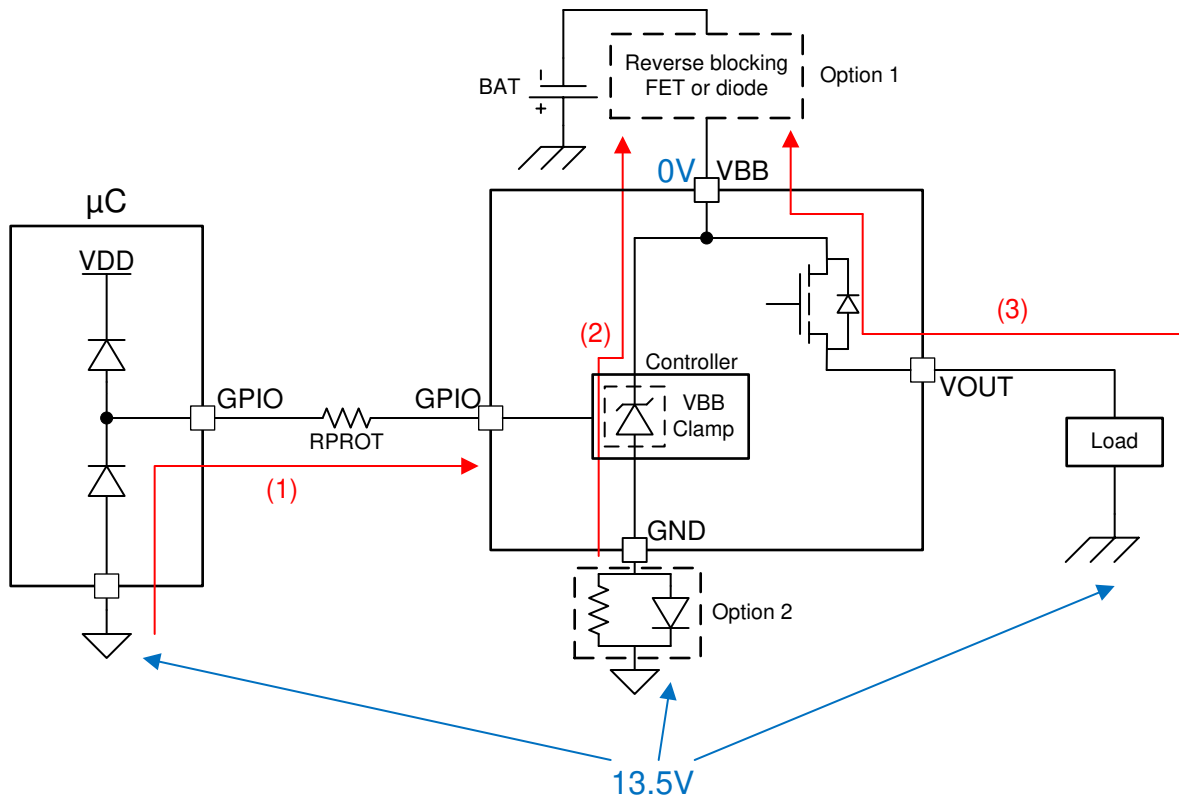 BAT
-
+
Reverse blocking
FET or diode
Option 1
0V
VBB
µC
VDD
GPIO
RPROT
GPIO
(1)
(2)
Controller
VBB
Clamp
(3)
VOUT
Load
GND
Option 2
13.5V